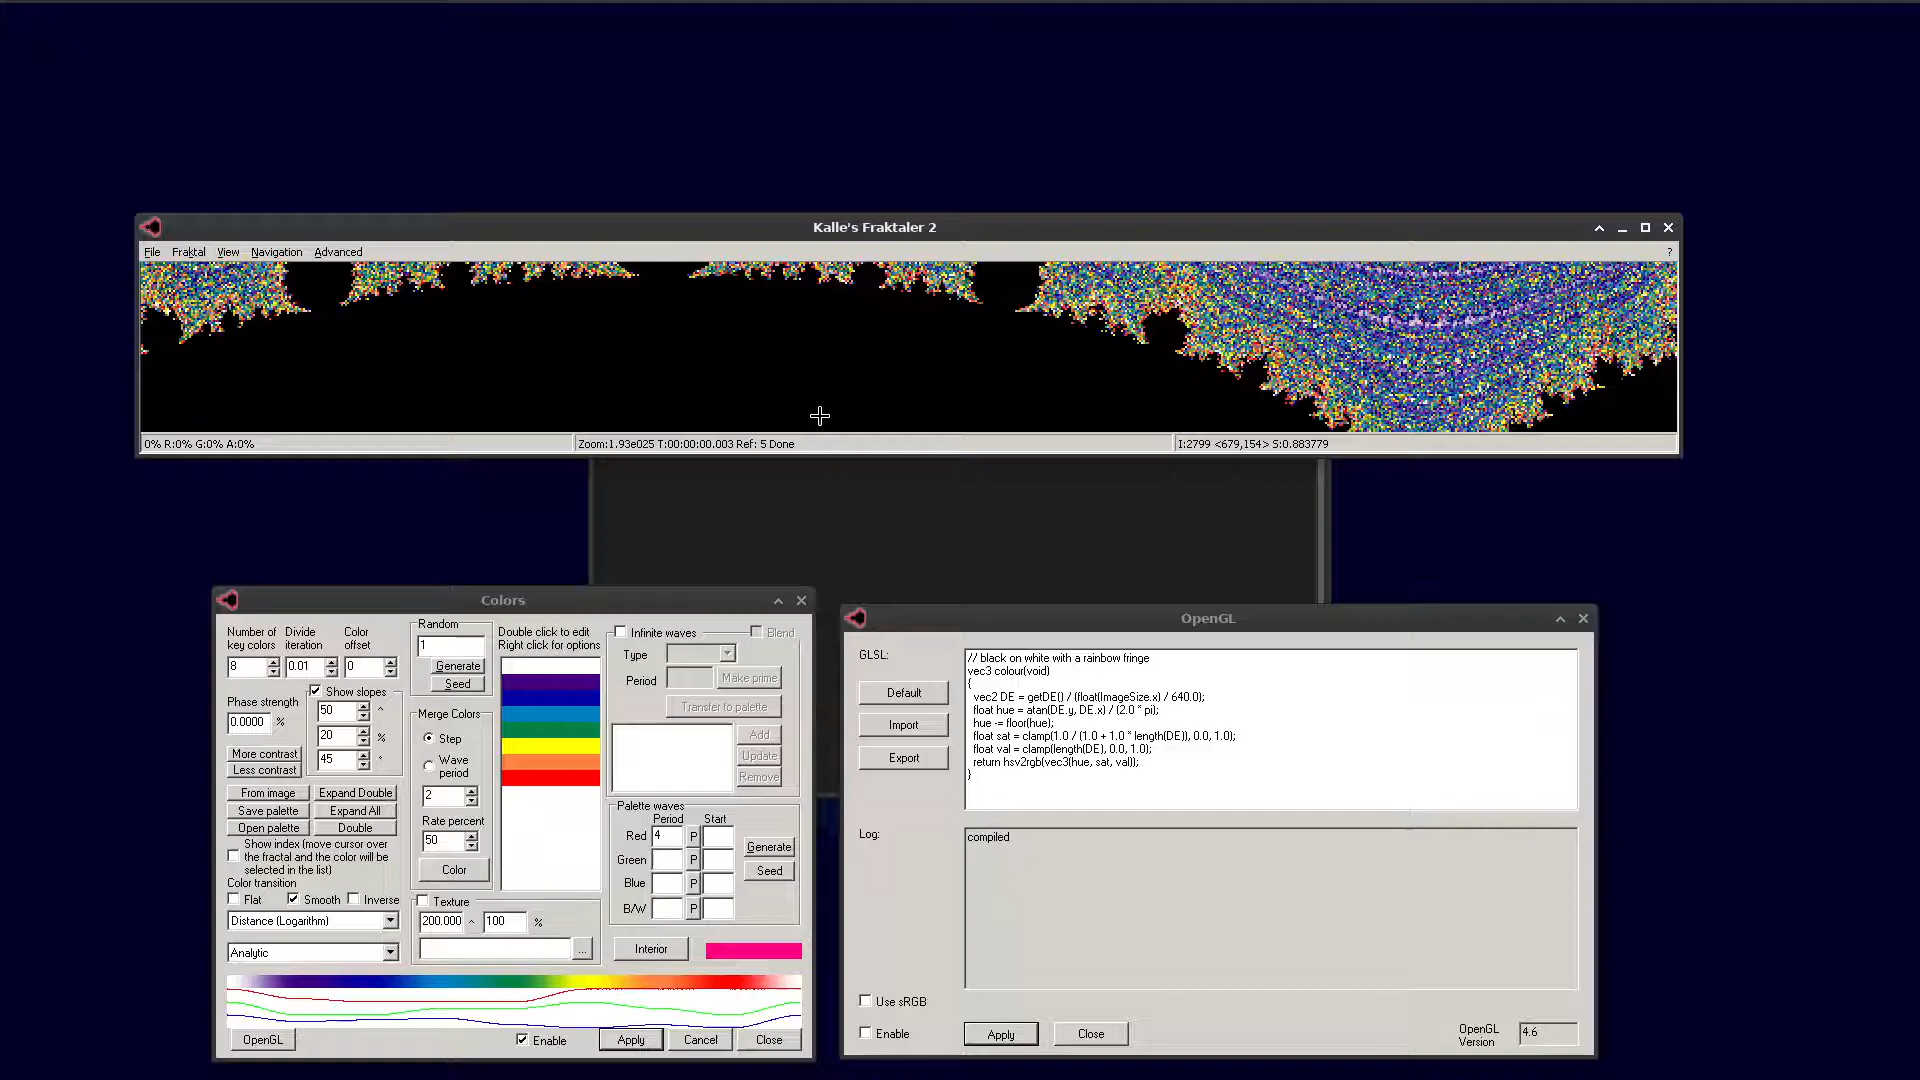 Kalle's Fraktaler 2
File Fraktal View Navigation Advanced ?
0% R:0% G:0% A:0% Zoom:1.93e025 T:00:00:00.003 Ref: 5 Done I:2799 <679,154> S:0.883779
Colors
Number of key colors
8
Divide iteration
0.01
Color offset
0
Phase strength
0.0000 %
Show slopes
50
20 %
45 °
More contrast
Less contrast
From image Expand Double
Save palette Expand All
Open palette Double
Show index (move cursor over
the fractal and the color will be
selected in the list)
Color transition
Flat Smooth Inverse
Distance (Logarithm)
Analytic
Random
1
Generate
Seed
Merge Colors
Step
Wave
period
2
Rate percent
50
Color
Double click to edit
Right click for options
Texture
200.000 ^ 100 %
...
Infinite waves Blend
Type
Period Make prime
Transfer to palette
Add
Update
Remove
Palette waves
Period Start
Red 4 P
Green P
Blue P
B/W P
Generate
Seed
Interior
OpenGL Enable Apply Cancel Close
OpenGL
GLSL:
Default
Import
Export
// black on white with a rainbow fringe
vec3 colour(void)
{
vec2 DE = getDE() / (float(ImageSize.x) / 640.0);
float hue = atan(DE.y, DE.x) / (2.0 * pi);
hue -= floor(hue);
float sat = clamp(1.0 / (1.0 + 1.0 * length(DE)), 0.0, 1.0);
float val = clamp(length(DE), 0.0, 1.0);
return hsv2rgb(vec3(hue, sat, val));
}
Log:
compiled
Use sRGB
Enable
Apply Close
OpenGL
Version
4.6